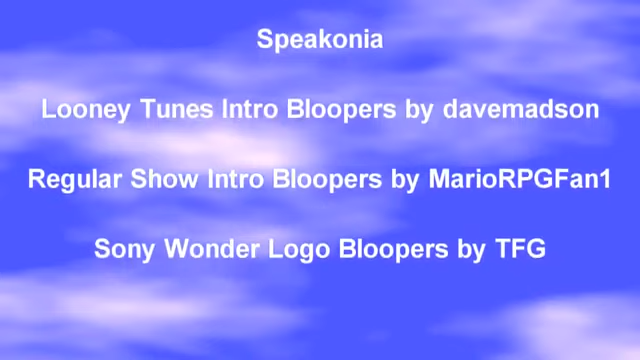 Speakonia
Looney Tunes Intro Bloopers by davemadson
Regular Show Intro Bloopers by MarioRPGFan1
Sony Wonder Logo Bloopers by TFG